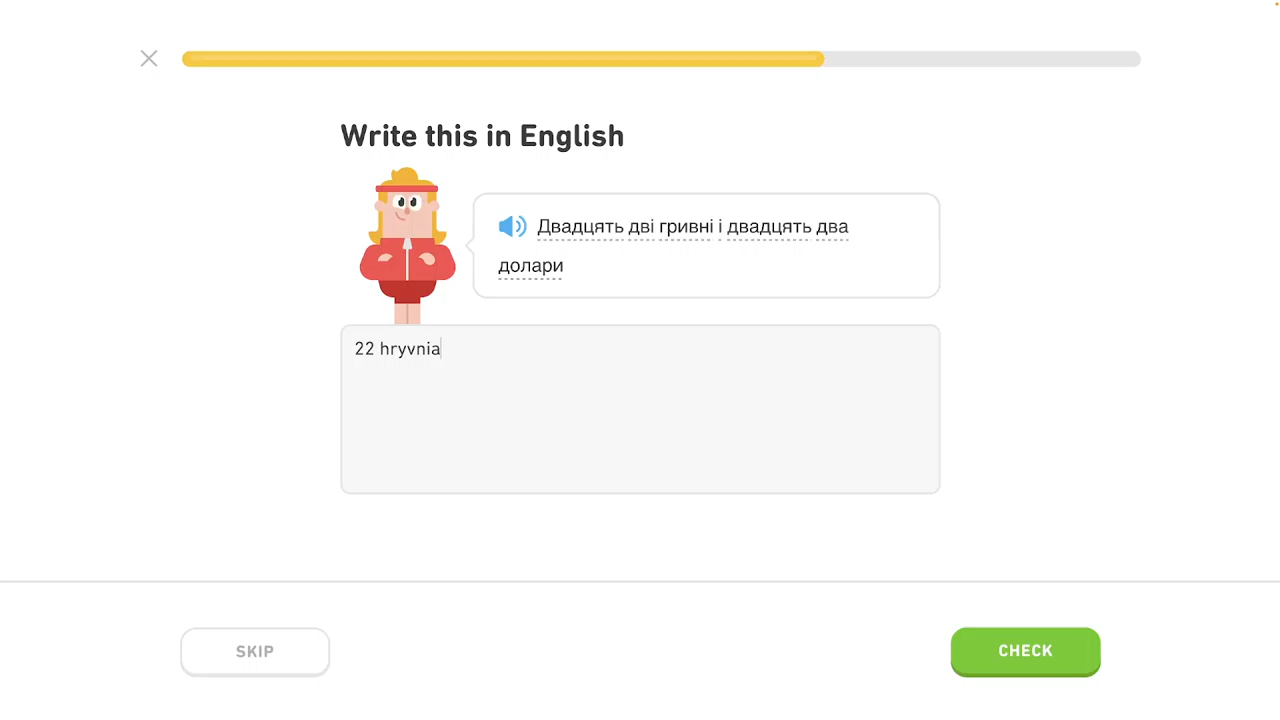 Write this in English
Двадцять дві гривні і двадцять два
долари
22 hryvnia
SKIP
CHECK